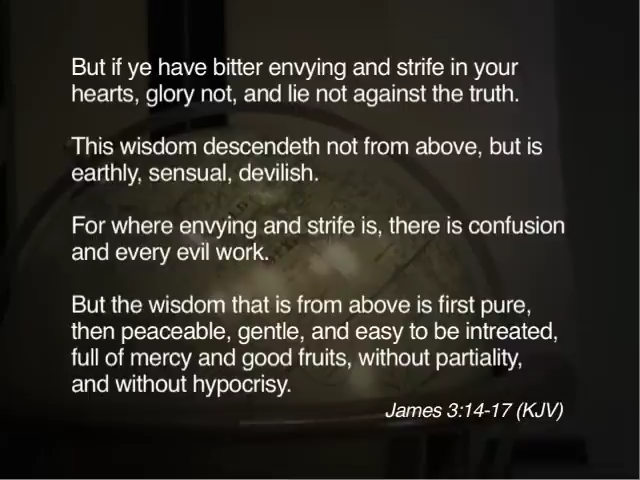 But if ye have bitter envying and strife in your
hearts, glory not, and lie not against the truth.
This wisdom descendeth not from above, but is
earthly, sensual, devilish.
For where envying and strife is, there is confusion
and every evil work.
But the wisdom that is from above is first pure,
then peaceable, gentle, and easy to be intreated,
full of mercy and good fruits, without partiality,
and without hypocrisy.
James 3:14-17 (KJV)